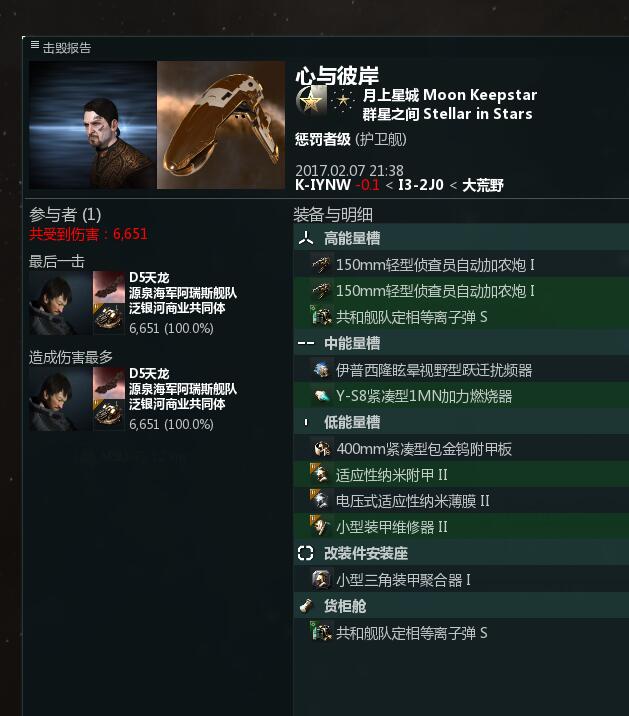 击毁报告
心与彼岸
月上星城 Moon Keepstar
群星之间 Stellar in Stars
惩罚者级 (护卫舰)
2017.02.07 21:38
K-IYNW -0.1 < I3-2J0 < 大荒野
参与者 (1)
共受到伤害：6,651
最后一击
D5天龙
源泉海军阿瑞斯舰队
泛银河商业共同体
6,651 (100.0%)
造成伤害最多
D5天龙
源泉海军阿瑞斯舰队
泛银河商业共同体
6,651 (100.0%)
装备与明细
高能量槽
150mm轻型侦查员自动加农炮 I
150mm轻型侦查员自动加农炮 I
共和舰队定相等离子弹 S
中能量槽
伊普西隆眩晕视野型跃迁扰频器
Y-S8紧凑型1MN加力燃烧器
低能量槽
400mm紧凑型包金钨附甲板
适应性纳米附甲 II
电压式适应性纳米薄膜 II
小型装甲维修器 II
改装件安装座
小型三角装甲聚合器 I
货柜舱
共和舰队定相等离子弹 S